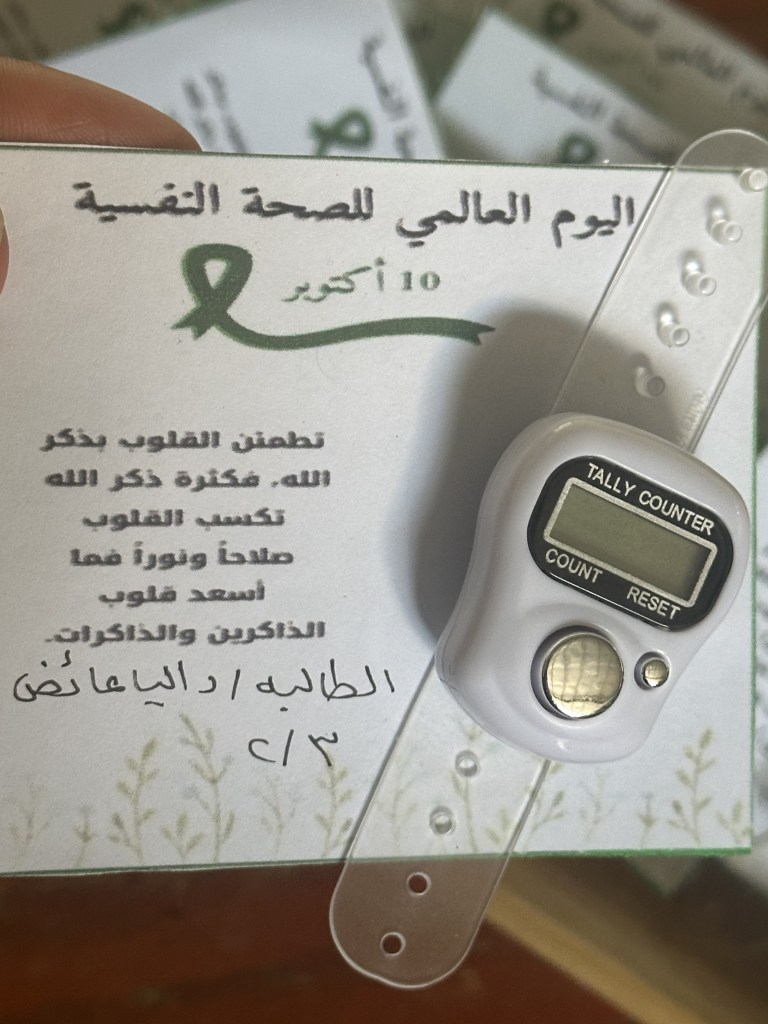 اليوم العالمي للصحة النفسية
10 أكتوبر
تطمئن القلوب بذكر
الله، فكثرة ذكر الله
تكسب القلوب
صلاحاً ونوراً فما
أسعد قلوب
الذاكرين والذاكرات.
الطالبه / داليا عائض
٣/٢
TALLY COUNTER
COUNT RESET